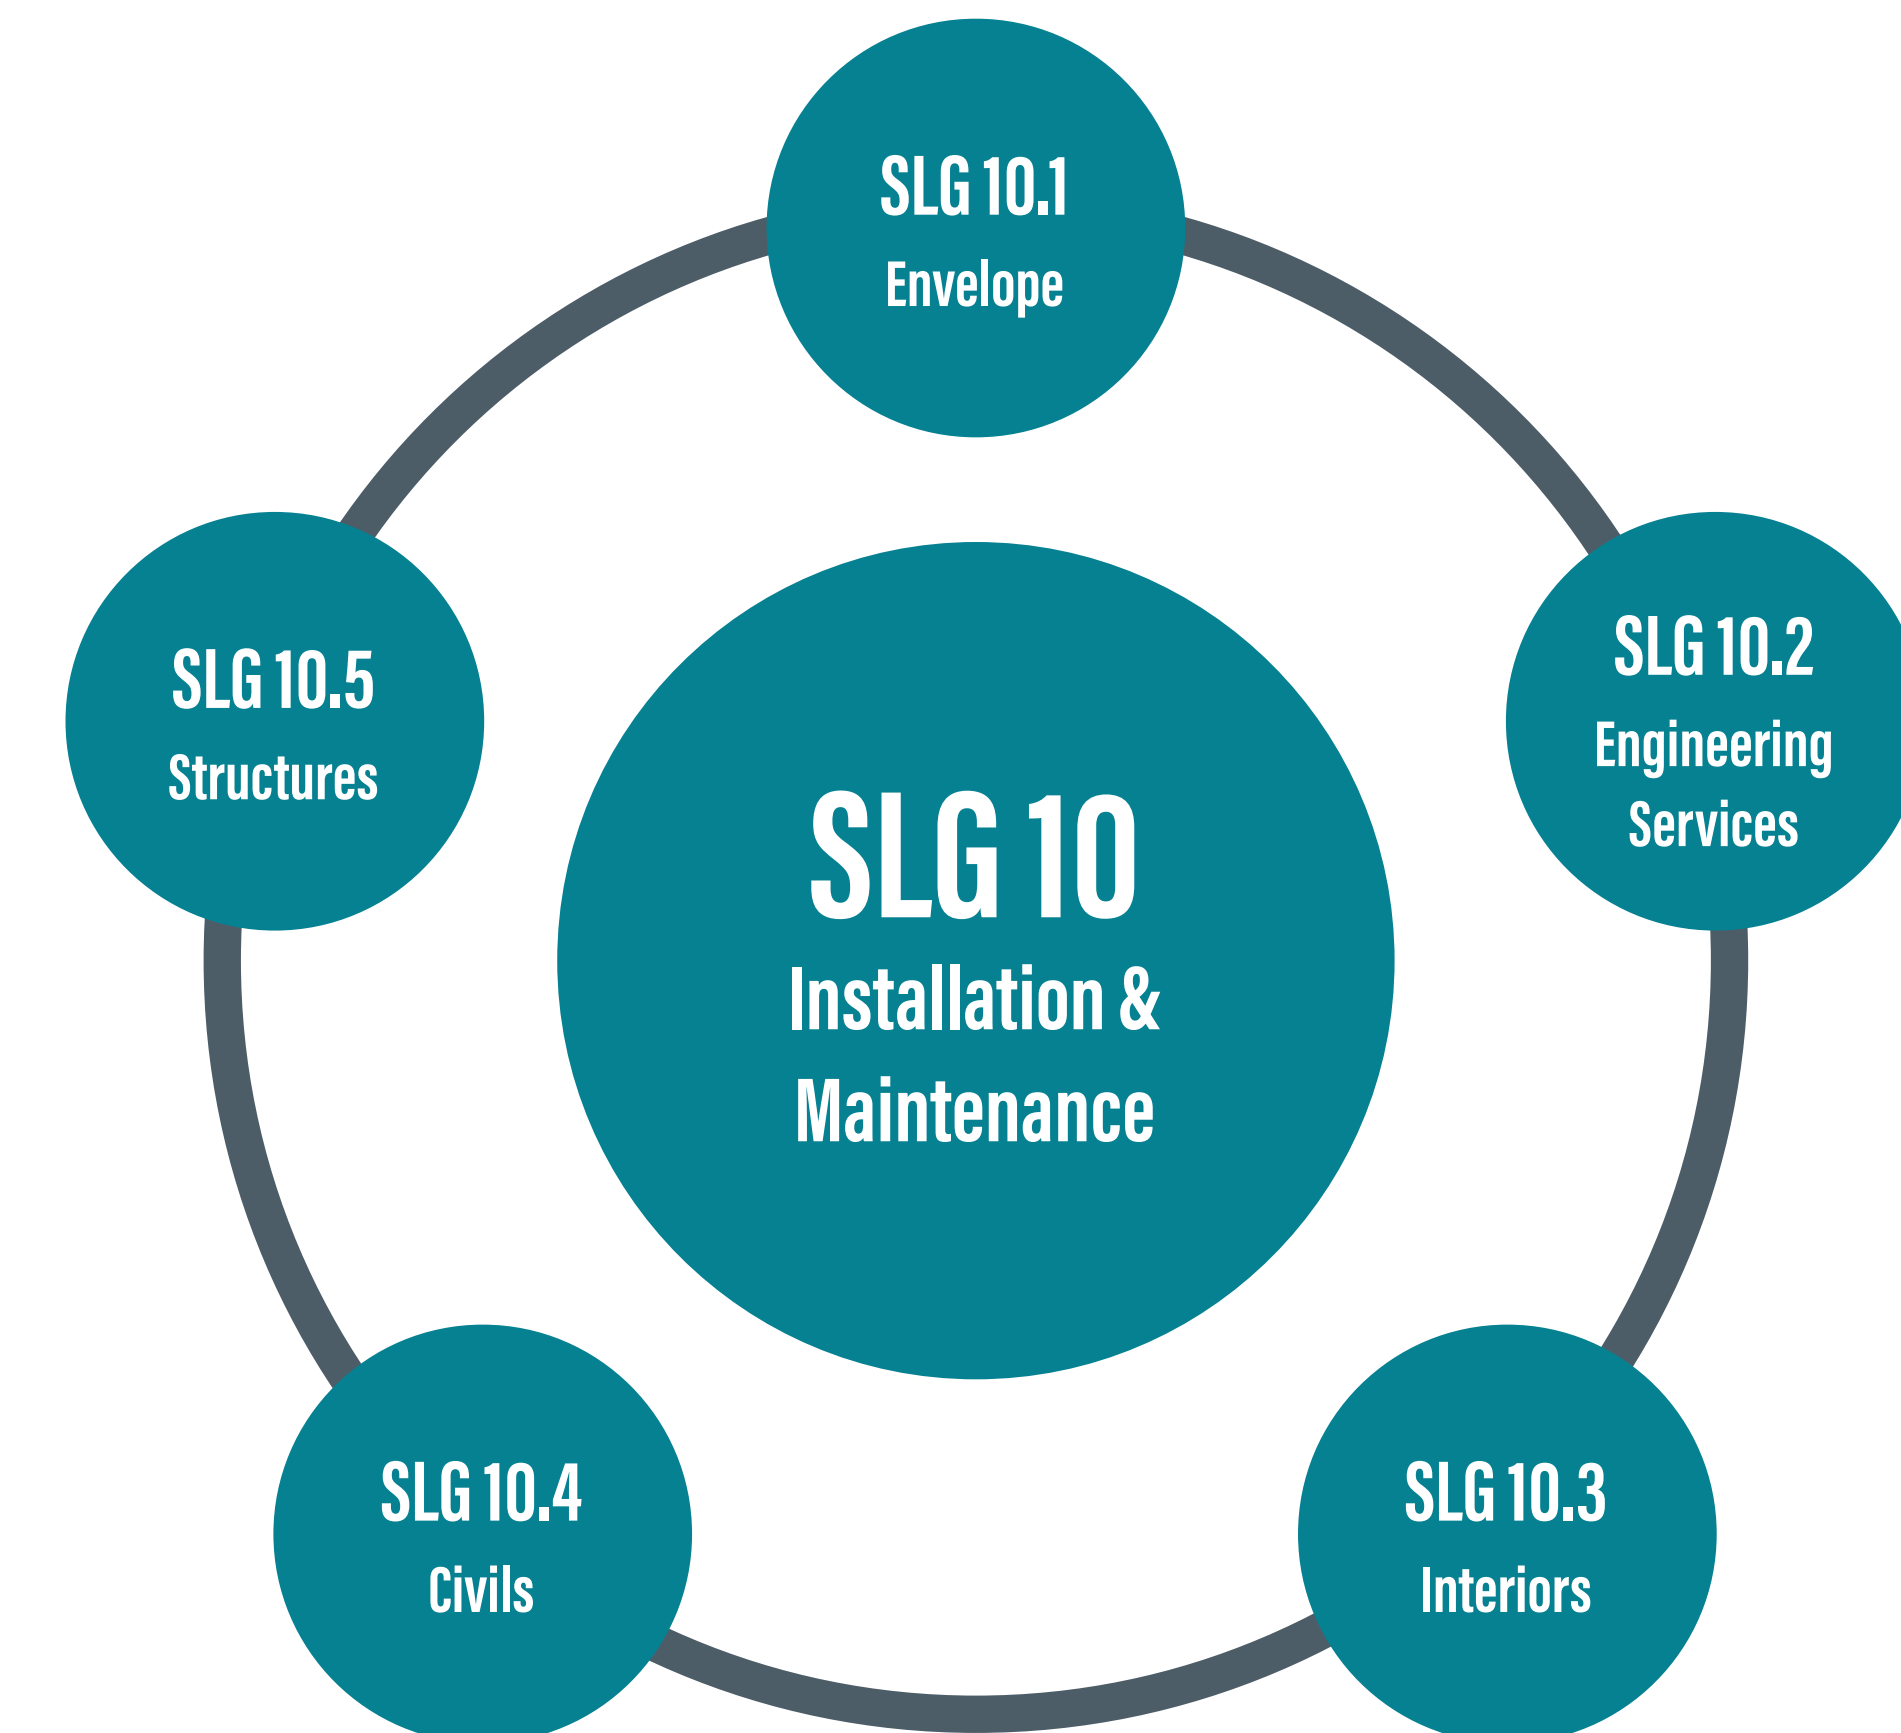 SLG 10.1
Envelope
SLG 10.2
Engineering
Services
SLG 10.5
Structures
SLG 10
Installation &
Maintenance
SLG 10.4
Civils
SLG 10.3
Interiors